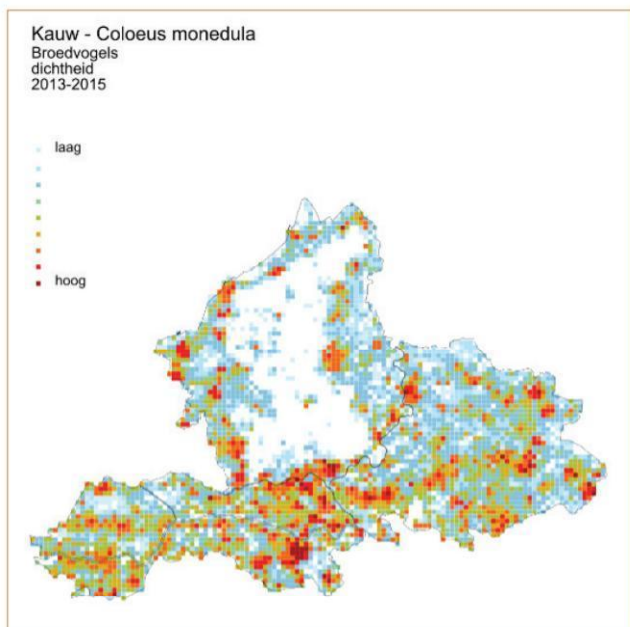 Kauw - Coloeus monedula
Broedvogels
dichtheid
2013-2015
laag
hoog